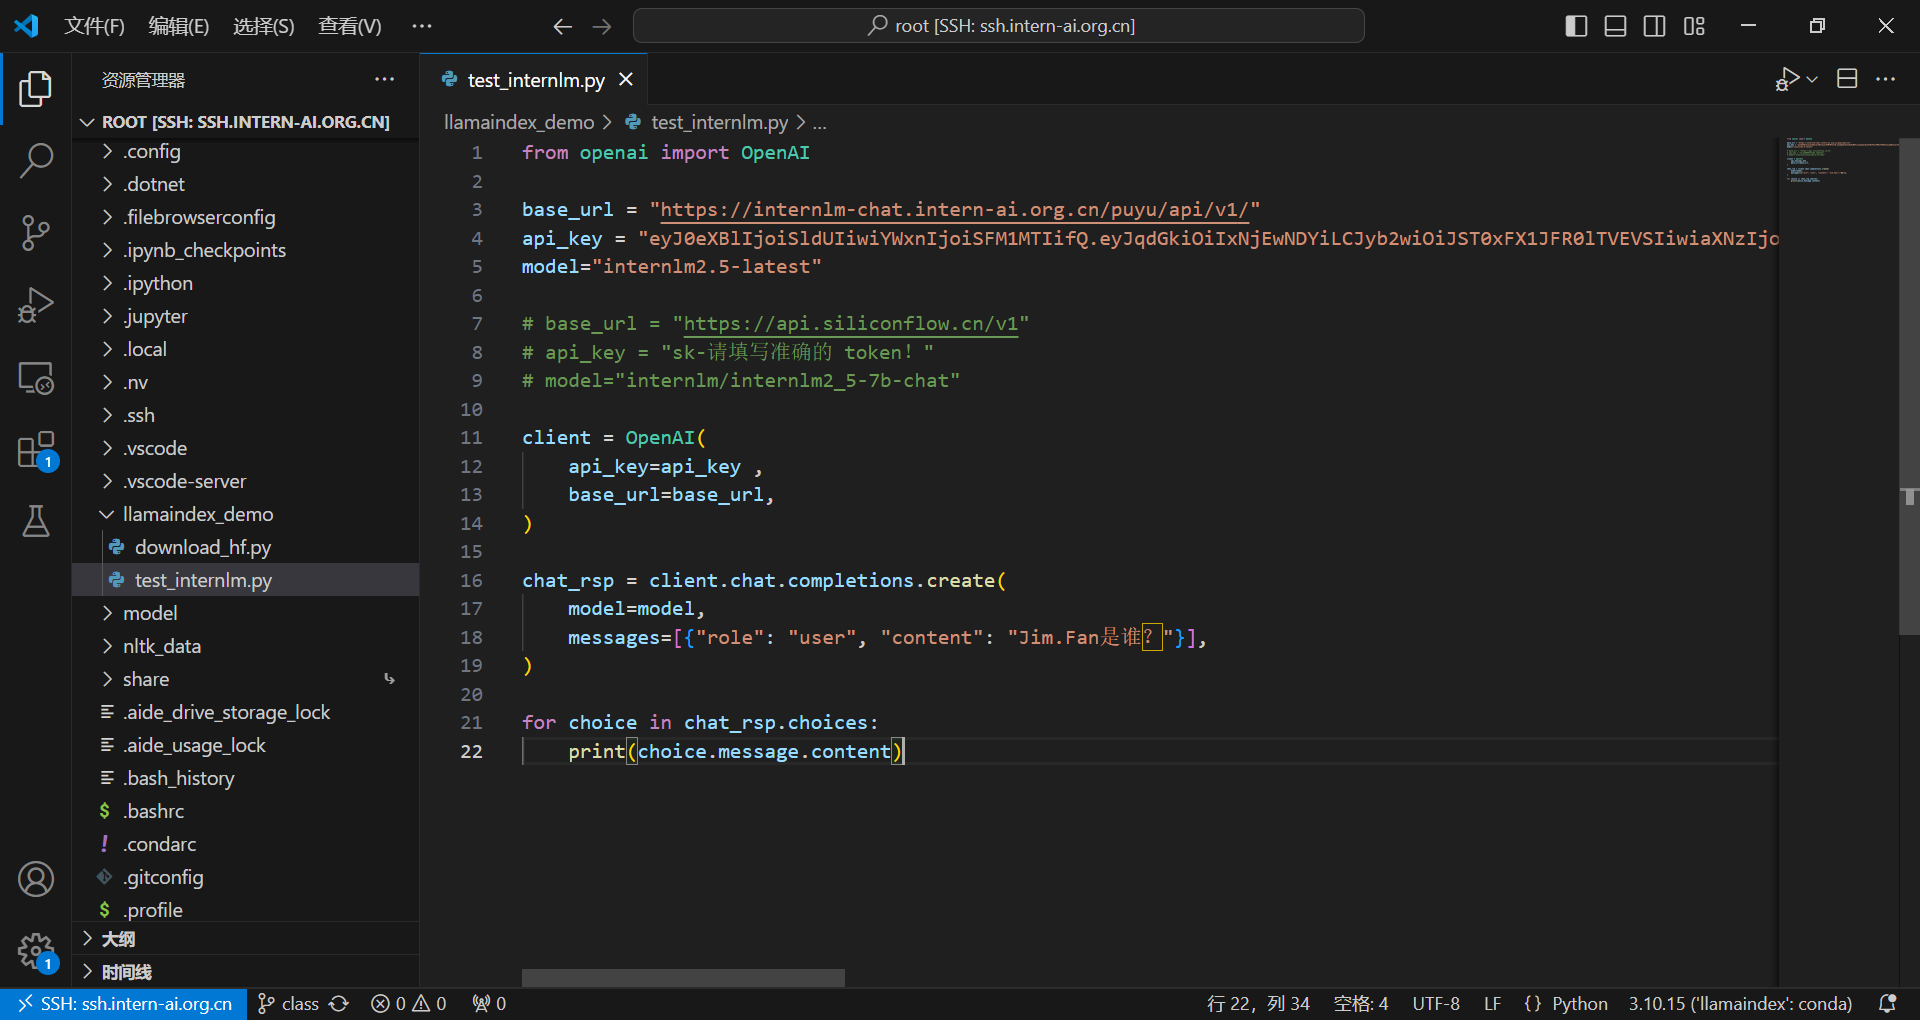 文件(F) 编辑(E) 选择(S) 查看(V) ··· root [SSH: ssh.intern-ai.org.cn]
资源管理器 ···
ROOT [SSH: SSH.INTERN-AI.ORG.CN]
.config
.dotnet
.filebrowserconfig
.ipynb_checkpoints
.ipython
.jupyter
.local
.nv
.ssh
.vscode
.vscode-server
llamaindex_demo
download_hf.py
test_internlm.py
model
nltk_data
share
.aide_drive_storage_lock
.aide_usage_lock
.bash_history
.bashrc
.condarc
.gitconfig
.profile
大纲
时间线
1
1
test_internlm.py
llamaindex_demo > test_internlm.py > ...
1 from openai import OpenAI
2
3 base_url = "https://internlm-chat.intern-ai.org.cn/puyu/api/v1/"
4 api_key = "eyJ0eXBlIjoiSldUIiwiYWxnIjoiSFM1MTIifQ.eyJqdGkiOiIxNjEwNDYiLCJyb2wiOiJST0xFX1JFR0lTVEVSIiwiaXNzIjo
5 model="internlm2.5-latest"
6
7 # base_url = "https://api.siliconflow.cn/v1"
8 # api_key = "sk-请填写准确的 token！"
9 # model="internlm/internlm2_5-7b-chat"
10
11 client = OpenAI(
12     api_key=api_key ,
13     base_url=base_url,
14 )
15
16 chat_rsp = client.chat.completions.create(
17     model=model,
18     messages=[{"role": "user", "content": "Jim.Fan是谁？"}],
19 )
20
21 for choice in chat_rsp.choices:
22     print(choice.message.content)
SSH: ssh.intern-ai.org.cn class 0 0 0 行 22，列 34 空格: 4 UTF-8 LF {} Python 3.10.15 ('llamaindex': conda)